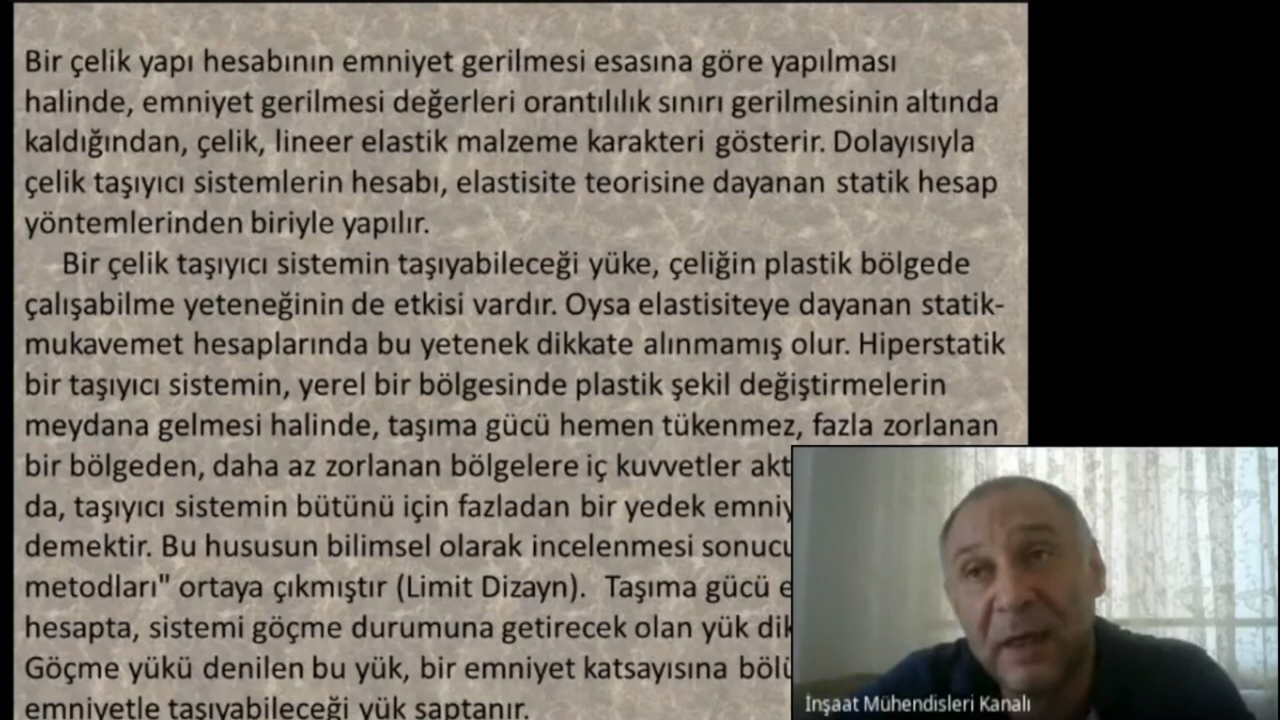 Bir çelik yapı hesabının emniyet gerilmesi esasına göre yapılması
halinde, emniyet gerilmesi değerleri orantılılık sınırı gerilmesinin altında
kaldığından, çelik, lineer elastik malzeme karakteri gösterir. Dolayısıyla
çelik taşıyıcı sistemlerin hesabı, elastisite teorisine dayanan statik hesap
yöntemlerinden biriyle yapılır.
Bir çelik taşıyıcı sistemin taşıyabileceği yüke, çeliğin plastik bölgede
çalışabilme yeteneğinin de etkisi vardır. Oysa elastisiteye dayanan statik-
mukavemet hesaplarında bu yetenek dikkate alınmamış olur. Hiperstatik
bir taşıyıcı sistemin, yerel bir bölgesinde plastik şekil değiştirmelerin
meydana gelmesi halinde, taşıma gücü hemen tükenmez, fazla zorlanan
bir bölgeden, daha az zorlanan bölgelere iç kuvvetler
da, taşıyıcı sistemin bütünü için fazladan bir yedek
demektir. Bu hususun bilimsel olarak incelenmesi
metodları" ortaya çıkmıştır (Limit Dizayn). Taşıma gücü
hesapta, sistemi göçme durumuna getirecek olan yük
Göçme yükü denilen bu yük, bir emniyet katsayısına
emniyetle taşıyabileceği yük saptanır.
İnşaat Mühendisleri Kanalı